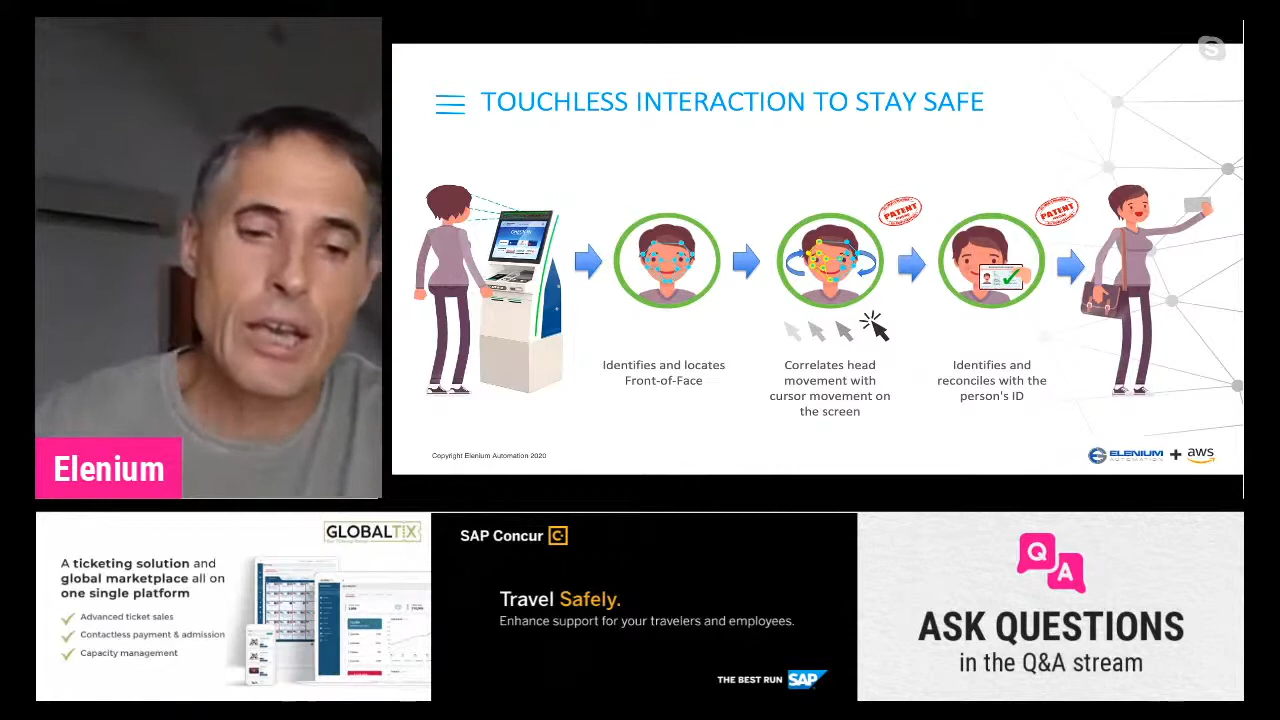 TOUCHLESS INTERACTION TO STAY SAFE
PATENT
PATENT
Identifies and locates
Front-of-Face
Correlates head
movement with
cursor movement on
the screen
Identifies and
reconciles with the
person's ID
Copyright Elenium Automation 2020
ELENIUM
AUTOMATION
+
aws
Elenium
GLOBALTIX
A ticketing solution and
global marketplace all on
one single platform
Advanced ticket sales
Contactless payment & admission
Capacity management
SAP Concur C
Travel Safely.
Enhance support for your travelers and employees.
THE BEST RUN SAP
Q
A
ASK QUESTIONS
in the Q&A stream